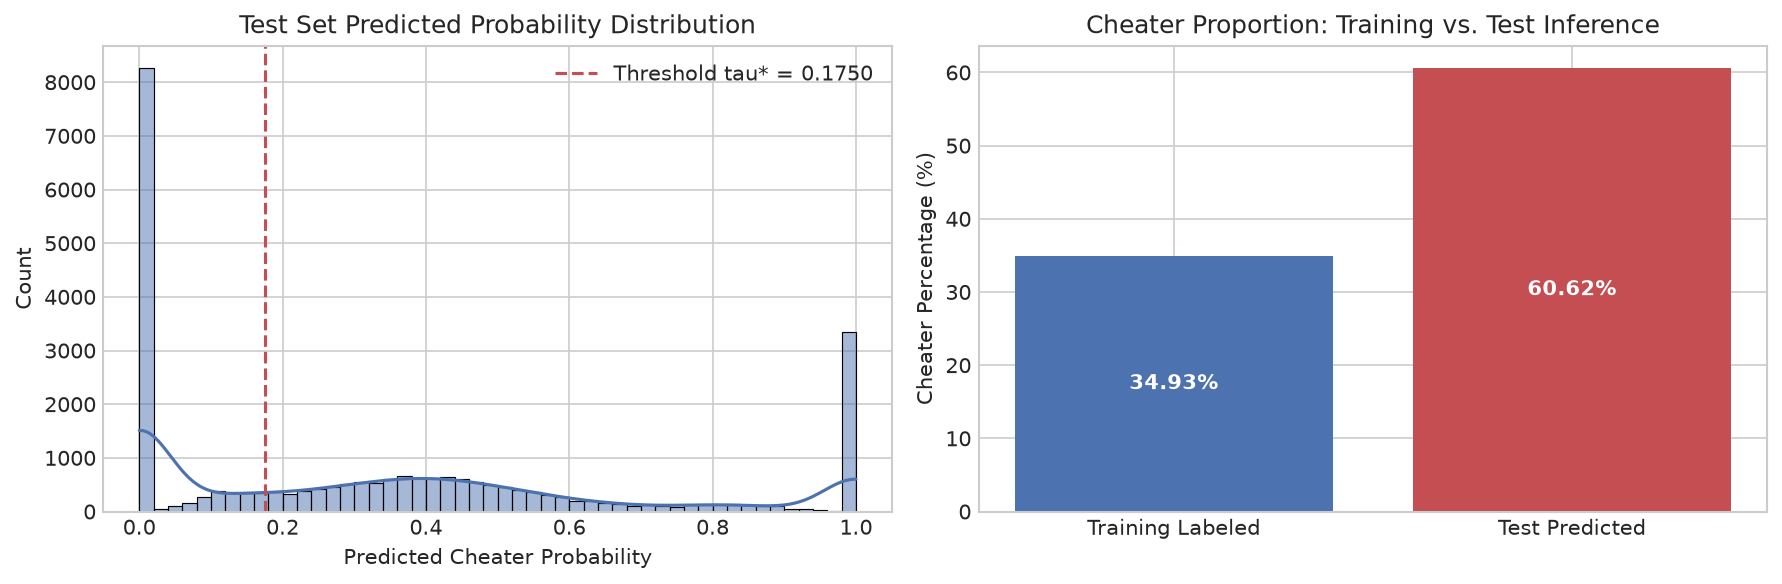 Test Set Predicted Probability Distribution
Threshold tau* = 0.1750
Count
8000
7000
6000
5000
4000
3000
2000
1000
0
0.0 0.2 0.4 0.6 0.8 1.0
Predicted Cheater Probability
Cheater Proportion: Training vs. Test Inference
Cheater Percentage (%)
60
50
40
30
20
10
0
34.93%
60.62%
Training Labeled Test Predicted